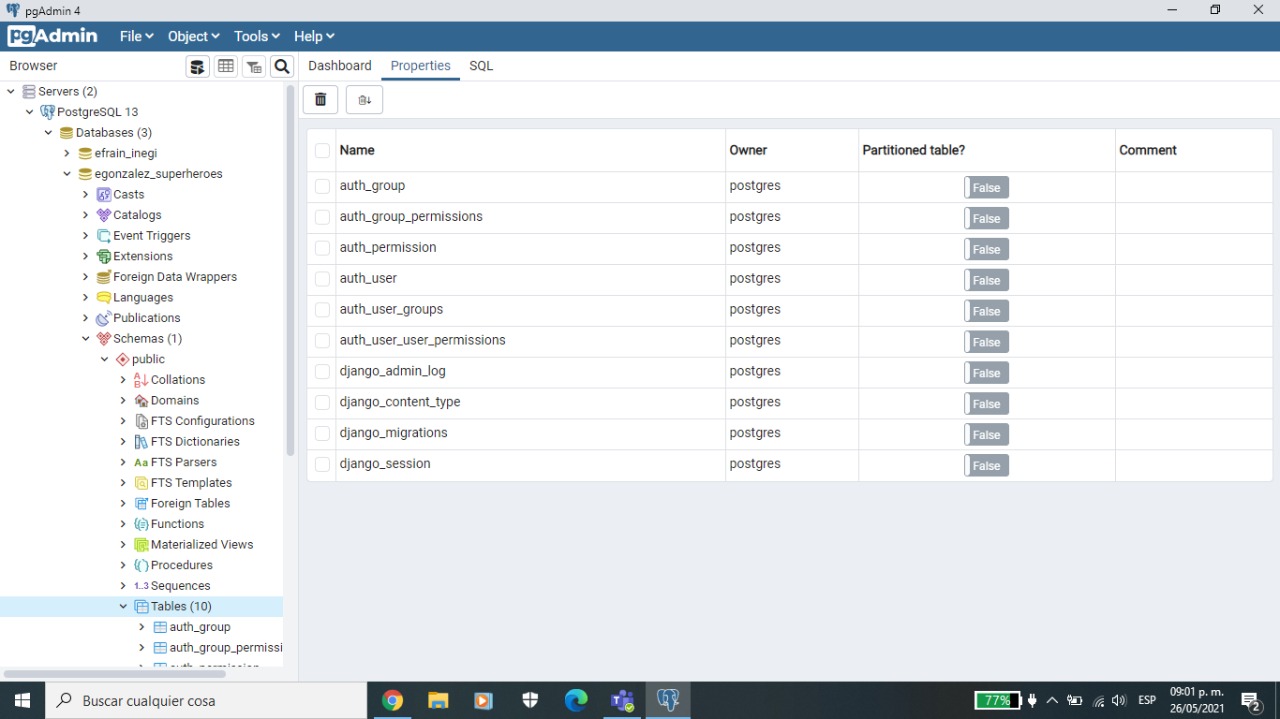 pgAdmin 4
pgAdmin File Object Tools Help
Browser Dashboard Properties SQL
Servers (2)
PostgreSQL 13
Databases (3)
efrain_inegi
egonzalez_superheroes
Casts
Catalogs
Event Triggers
Extensions
Foreign Data Wrappers
Languages
Publications
Schemas (1)
public
Collations
Domains
FTS Configurations
FTS Dictionaries
Aa FTS Parsers
FTS Templates
Foreign Tables
Functions
Materialized Views
Procedures
1..3 Sequences
Tables (10)
auth_group
auth_group_permissi
Name Owner Partitioned table? Comment
auth_group postgres False
auth_group_permissions postgres False
auth_permission postgres False
auth_user postgres False
auth_user_groups postgres False
auth_user_user_permissions postgres False
django_admin_log postgres False
django_content_type postgres False
django_migrations postgres False
django_session postgres False
Buscar cualquier cosa
77% ESP 09:01 p. m.
26/05/2021 2